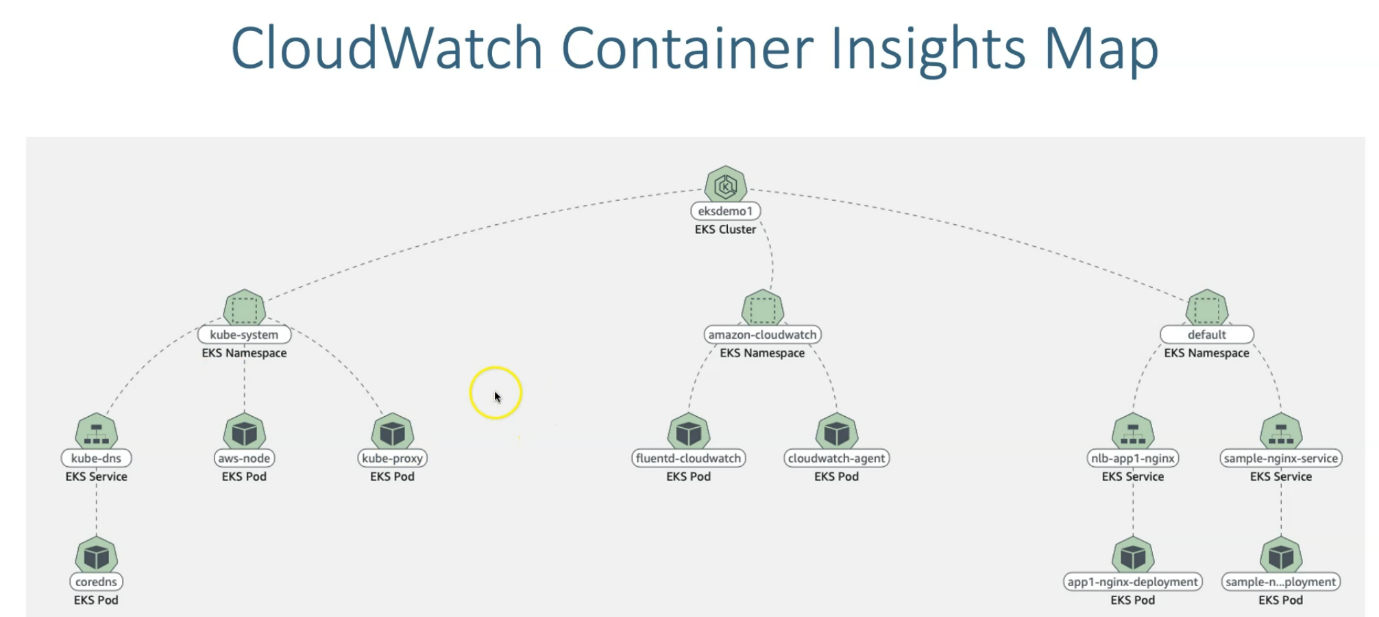 CloudWatch Container Insights Map
eksdemo1
EKS Cluster
kube-system
EKS Namespace
amazon-cloudwatch
EKS Namespace
default
EKS Namespace
kube-dns
EKS Service
aws-node
EKS Pod
kube-proxy
EKS Pod
fluentd-cloudwatch
EKS Pod
cloudwatch-agent
EKS Pod
nlb-app1-nginx
EKS Service
sample-nginx-service
EKS Service
coredns
EKS Pod
app1-nginx-deployment
EKS Pod
sample-n...ployment
EKS Pod